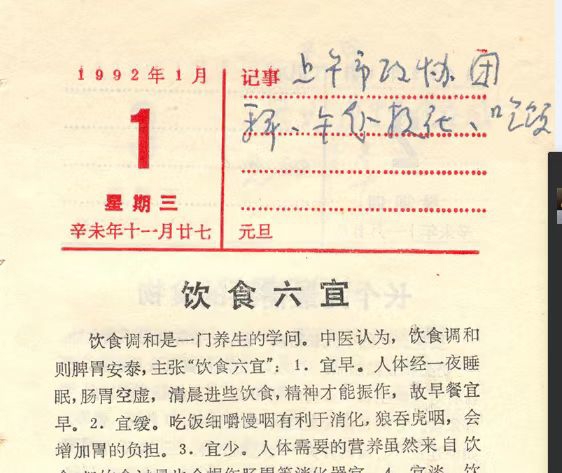 1992年1月
记事 上午市政协团
拜、午后
、吃饭
1
星期三
辛未年十一月廿七
元旦
饮食六宜
饮食调和是一门养生的学问。中医认为，饮食调和
则脾胃安泰，主张“饮食六宜”：1．宜早。人体经一夜睡
眠，肠胃空虚，清晨进些饮食，精神才能振作，故早餐宜
早。2．宜缓。吃饭细嚼慢咽有利于消化，狼吞虎咽，会
增加胃的负担。3．宜少。人体需要的营养虽然来自饮